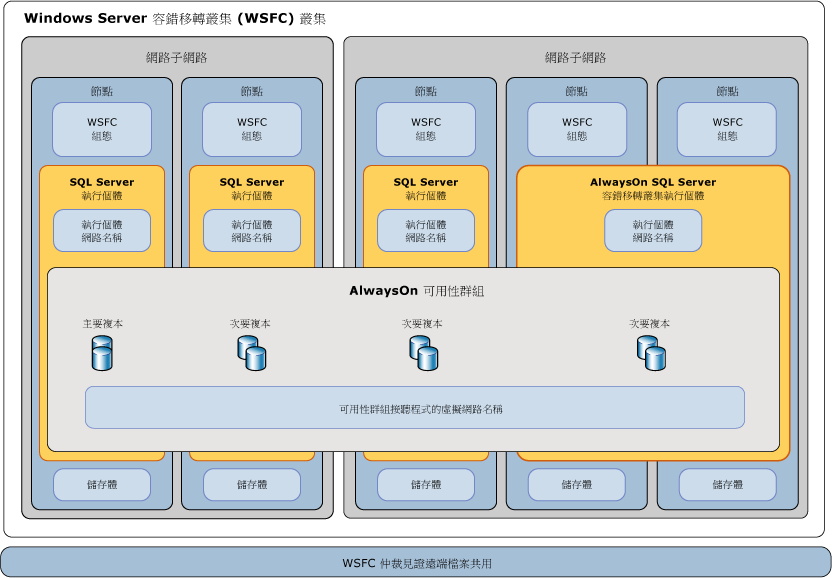 Windows Server 容錯移轉叢集 (WSFC) 叢集
網路子網路
網路子網路
節點
節點
節點
節點
節點
WSFC
組態
WSFC
組態
WSFC
組態
WSFC
組態
WSFC
組態
SQL Server
執行個體
SQL Server
執行個體
SQL Server
執行個體
AlwaysOn SQL Server
容錯移轉叢集執行個體
執行個體
網路名稱
執行個體
網路名稱
執行個體
網路名稱
執行個體
網路名稱
AlwaysOn 可用性群組
主要複本
次要複本
次要複本
次要複本
可用性群組接聽程式的虛擬網路名稱
儲存體
儲存體
儲存體
儲存體
儲存體
WSFC 仲裁見證遠端檔案共用